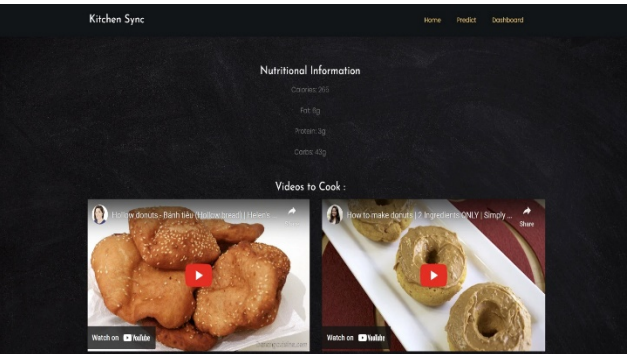 Kitchen Sync
Home Predict Dashboard
Nutritional Information
Calories: 265
Fat: 8g
Protein: 3g
Carbs: 43g
Videos to Cook :
Hollow donuts - Bánh tiêu (Hollow bread) | Helen's ...
Share
How to make donuts | 2 Ingredients ONLY | Simply ...
Share
Watch on YouTube
Watch on YouTube